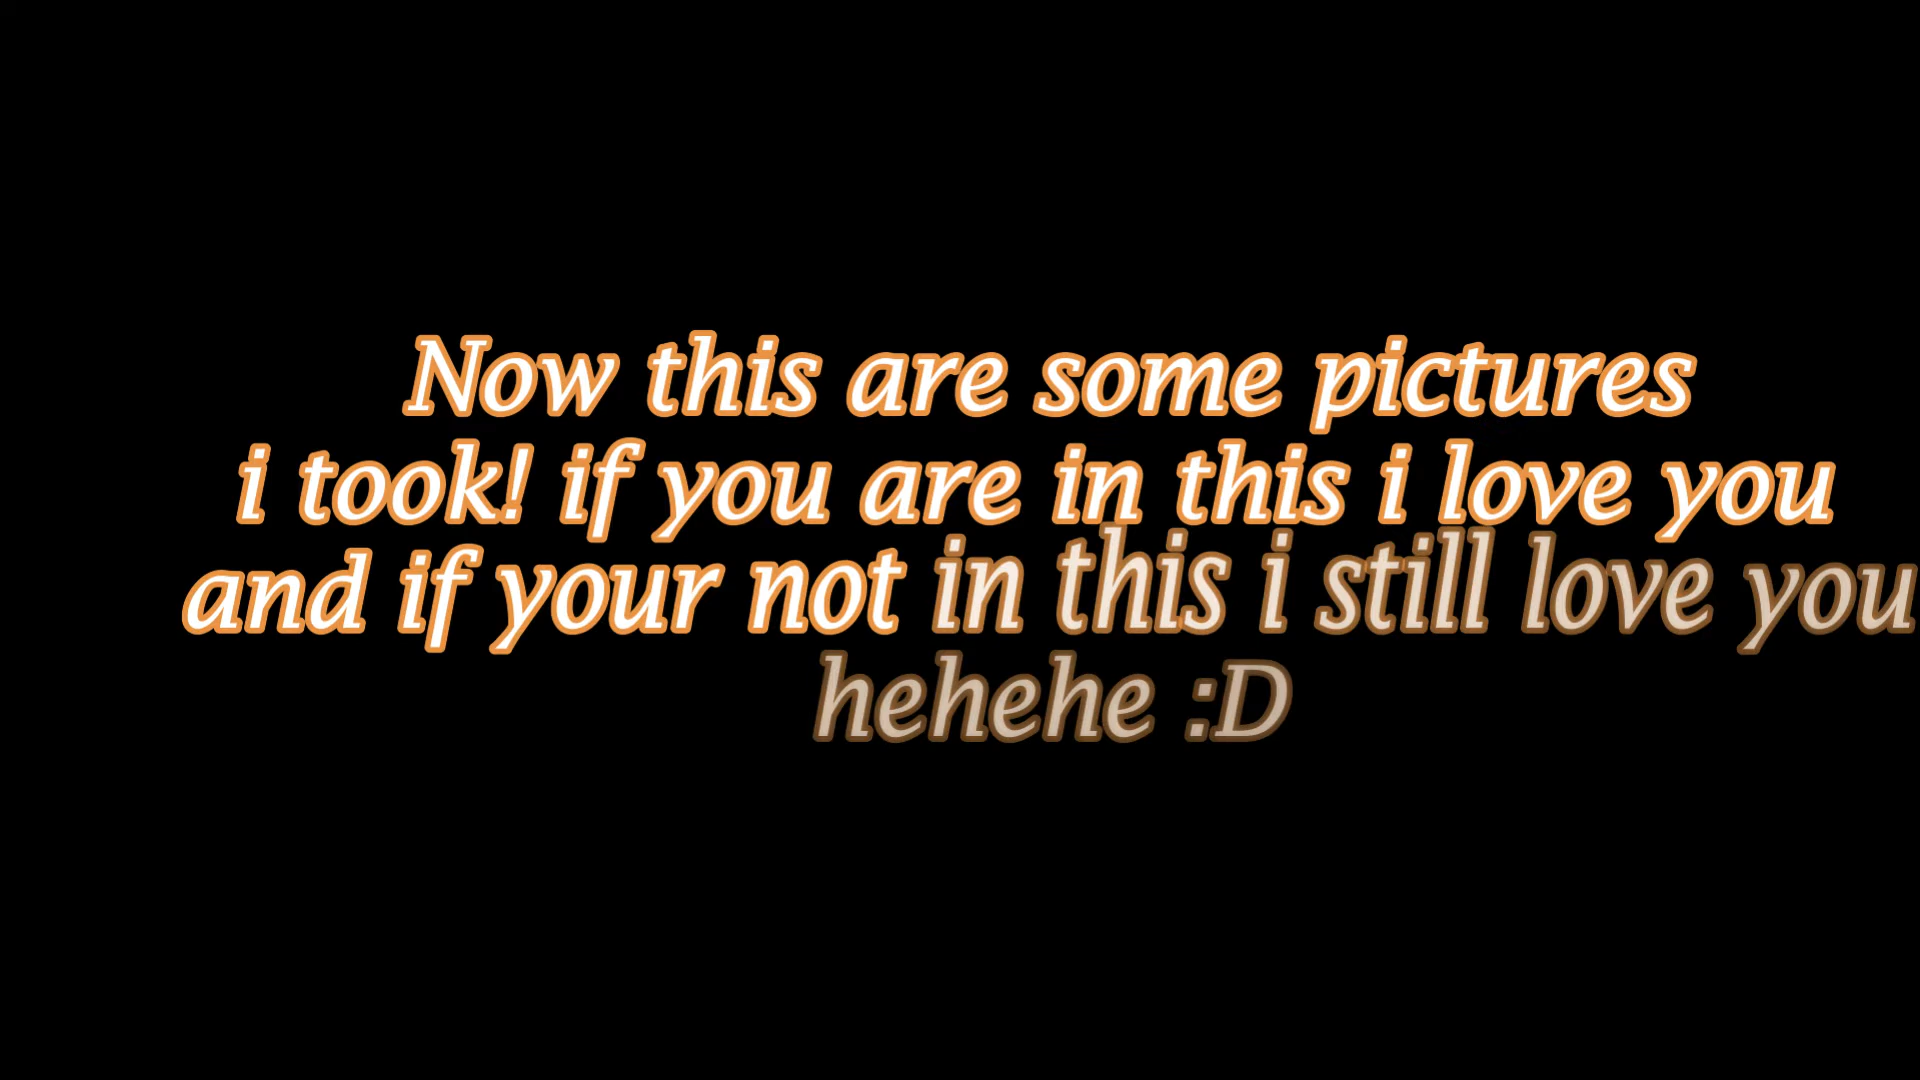 Now this are some pictures
i took! if you are in this i love you
and if your not in this i still love you
hehehe :D